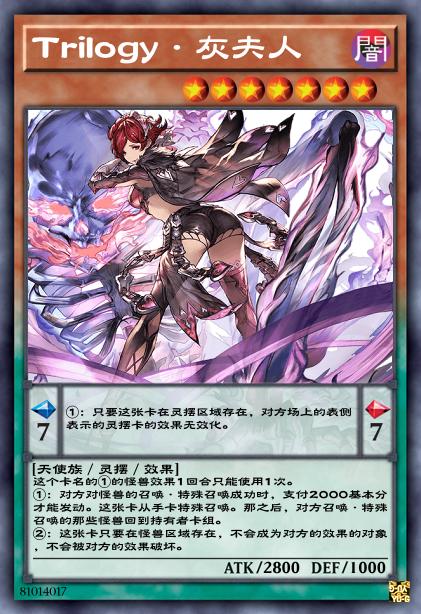 Trilogy・灰夫人
闇
①：只要这张卡在灵摆区域存在，对方场上的表侧
表示的灵摆卡的效果无效化。
7
7
[天使族／灵摆／效果]
这个卡名的①的怪兽效果1回合只能使用1次。
①：对方对怪兽的召唤・特殊召唤成功时，支付2000基本分
才能发动。这张卡从手卡特殊召唤。那之后，对方召唤・特殊
召唤的那些怪兽回到持有者卡组。
②：这张卡只要在怪兽区域存在，不会成为对方的效果的对象
，不会被对方的效果破坏。
ATK/2800 DEF/1000
81014017